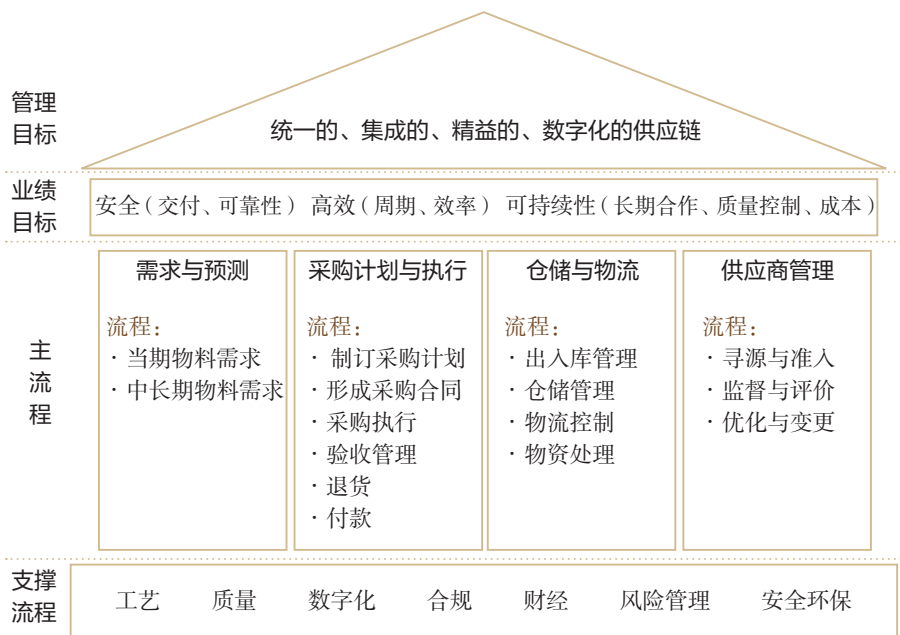 管理
目标
统一的、集成的、精益的、数字化的供应链
业绩
目标
安全（交付、可靠性） 高效（周期、效率） 可持续性（长期合作、质量控制、成本）
主
流
程
需求与预测
流程：
· 当期物料需求
· 中长期物料需求
采购计划与执行
流程：
· 制订采购计划
· 形成采购合同
· 采购执行
· 验收管理
· 退货
· 付款
仓储与物流
流程：
· 出入库管理
· 仓储管理
· 物流控制
· 物资处理
供应商管理
流程：
· 寻源与准入
· 监督与评价
· 优化与变更
支撑
流程
工艺 质量 数字化 合规 财经 风险管理 安全环保